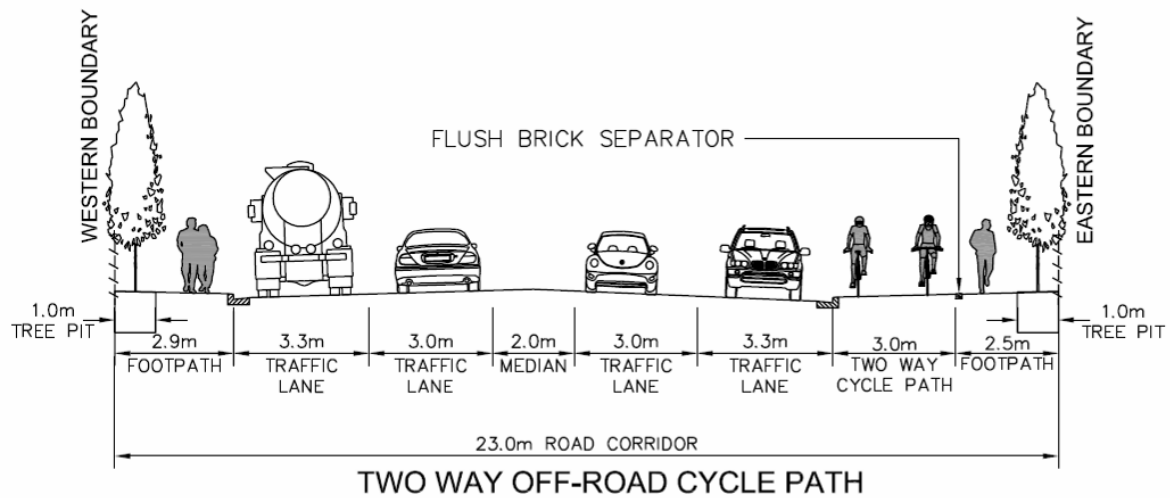 WESTERN BOUNDARY
EASTERN BOUNDARY
FLUSH BRICK SEPARATOR
1.0m
TREE PIT
2.9m
FOOTPATH
3.3m
TRAFFIC
LANE
3.0m
TRAFFIC
LANE
2.0m
MEDIAN
3.0m
TRAFFIC
LANE
3.3m
TRAFFIC
LANE
3.0m
TWO WAY
CYCLE PATH
2.5m
FOOTPATH
1.0m
TREE PIT
23.0m ROAD CORRIDOR
TWO WAY OFF-ROAD CYCLE PATH